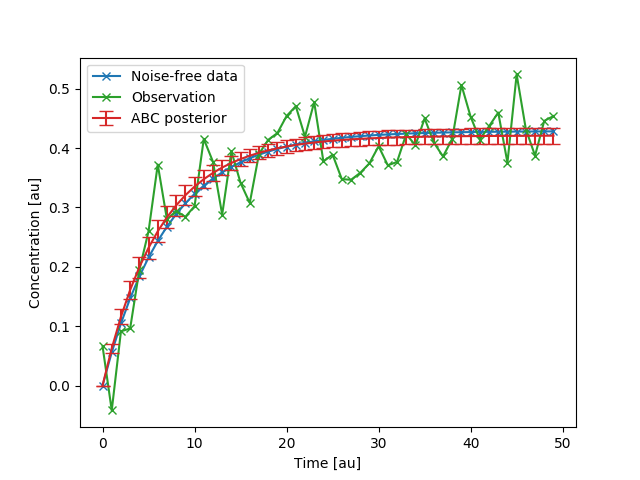 Noise-free data
Observation
ABC posterior
0.5
0.4
0.3
0.2
0.1
0.0
Concentration [au]
0
10
20
30
40
50
Time [au]